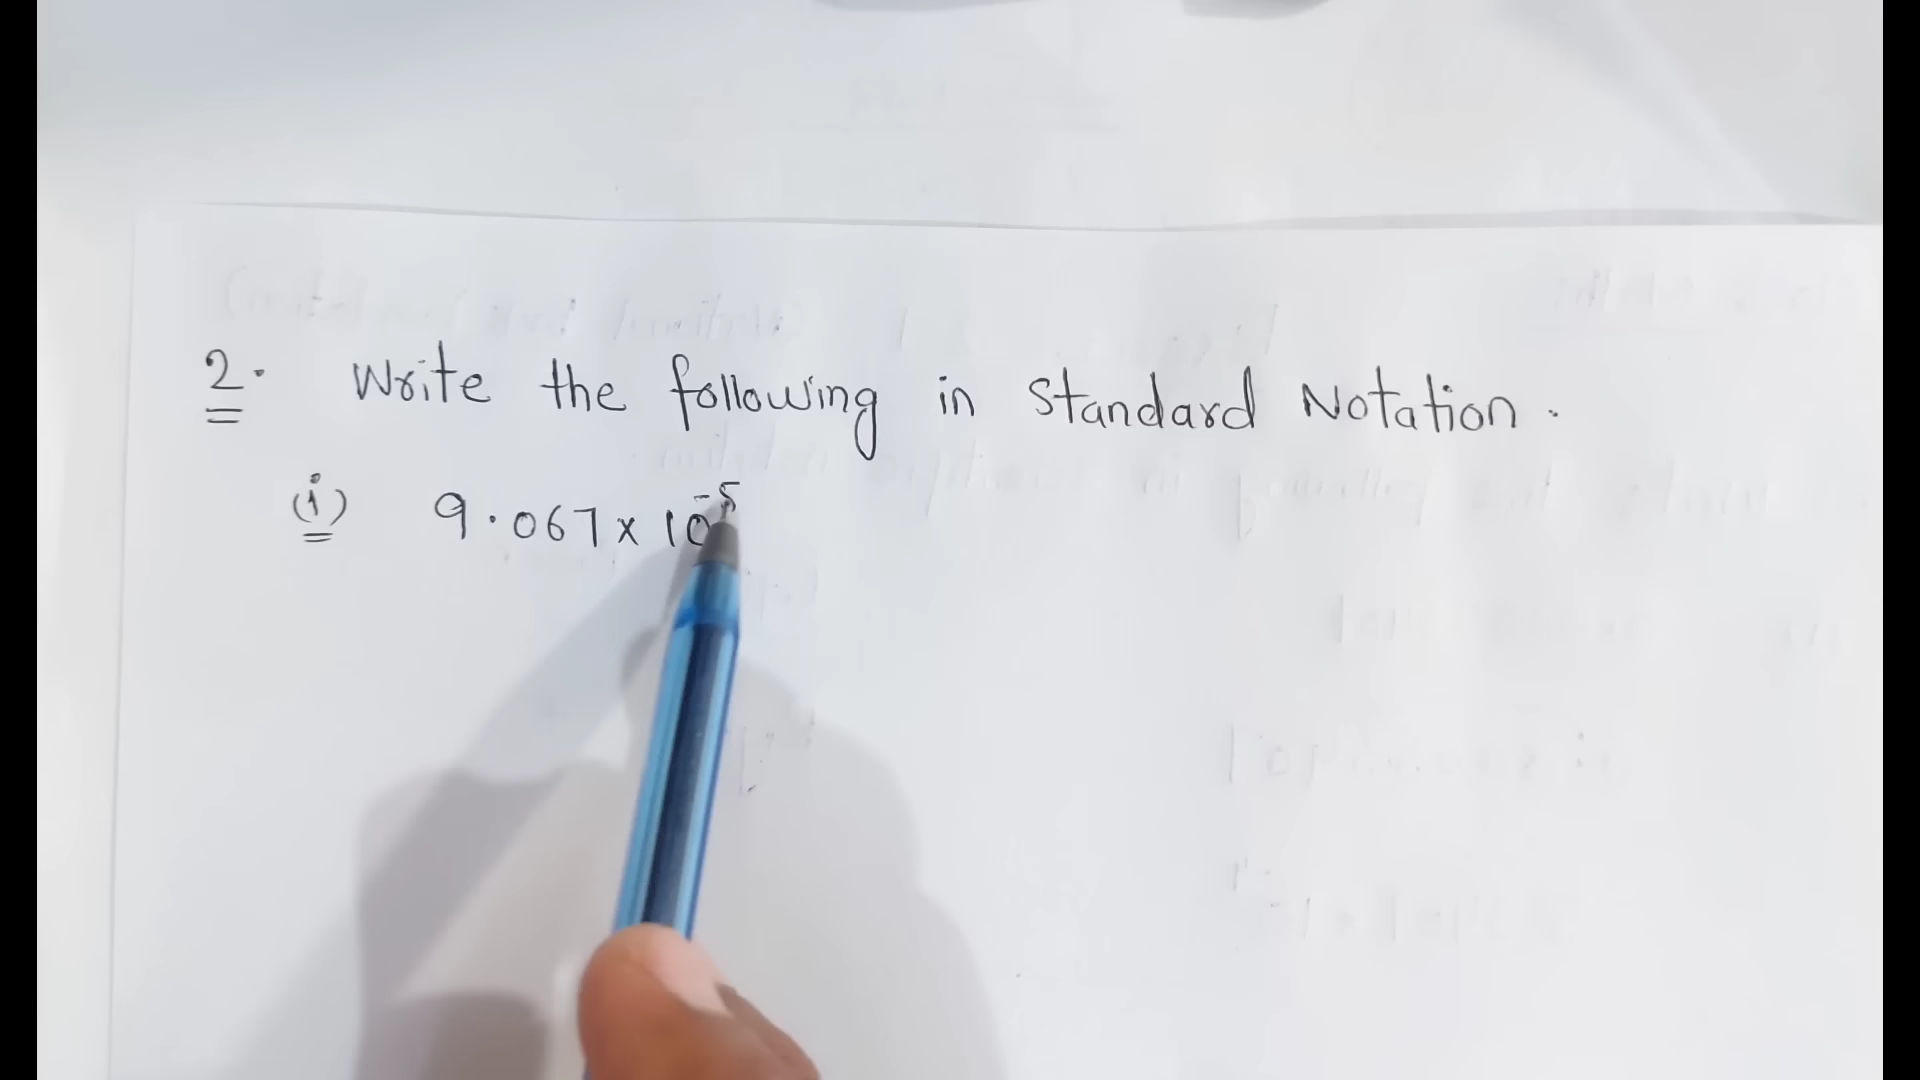 2. Write the following in Standard Notation.
(i) 9.067 x 10⁻⁵